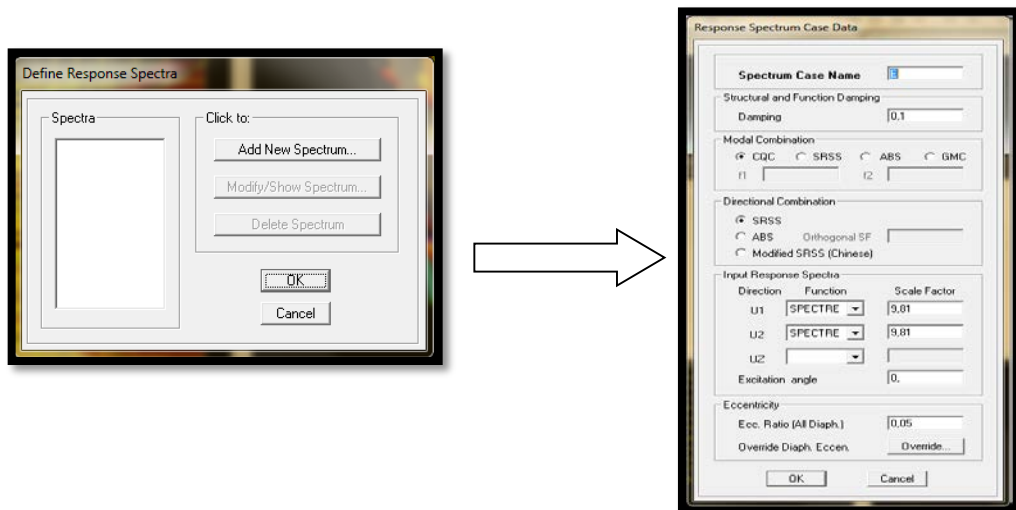 Define Response Spectra
Spectra
Click to:
Add New Spectrum...
Modify/Show Spectrum...
Delete Spectrum
OK
Cancel
Response Spectrum Case Data
Spectrum Case Name E
Structural and Function Damping
Damping 0,1
Modal Combination
CQC SRSS ABS GMC
f1 f2
Directional Combination
SRSS
ABS Orthogonal SF
Modified SRSS (Chinese)
Input Response Spectra
Direction Function Scale Factor
U1 SPECTRE 9,81
U2 SPECTRE 9,81
UZ
Excitation angle 0,
Eccentricity
Ecc. Ratio (All Diaph.) 0,05
Override Diaph. Eccen. Override...
OK Cancel